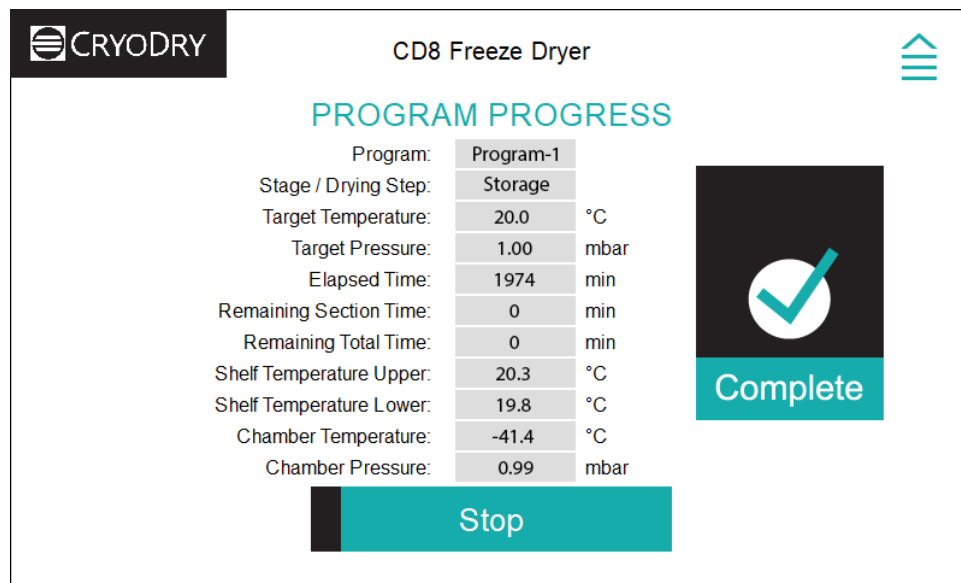 CRYODRY
CD8 Freeze Dryer
PROGRAM PROGRESS
Program: Program-1
Stage / Drying Step: Storage
Target Temperature: 20.0 °C
Target Pressure: 1.00 mbar
Elapsed Time: 1974 min
Remaining Section Time: 0 min
Remaining Total Time: 0 min
Shelf Temperature Upper: 20.3 °C
Shelf Temperature Lower: 19.8 °C
Chamber Temperature: -41.4 °C
Chamber Pressure: 0.99 mbar
Complete
Stop